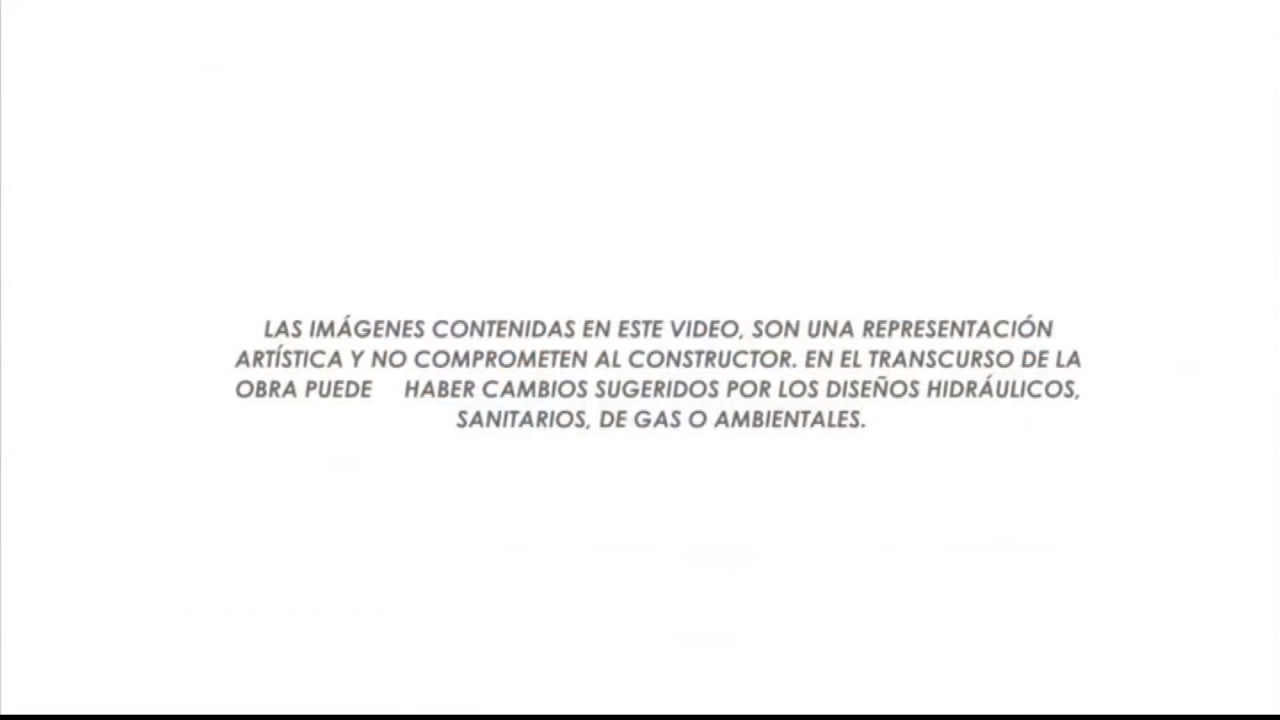 LAS IMÁGENES CONTENIDAS EN ESTE VIDEO, SON UNA REPRESENTACIÓN
ARTÍSTICA Y NO COMPROMETEN AL CONSTRUCTOR. EN EL TRANSCURSO DE LA
OBRA PUEDE HABER CAMBIOS SUGERIDOS POR LOS DISEÑOS HIDRÁULICOS,
SANITARIOS, DE GAS O AMBIENTALES.